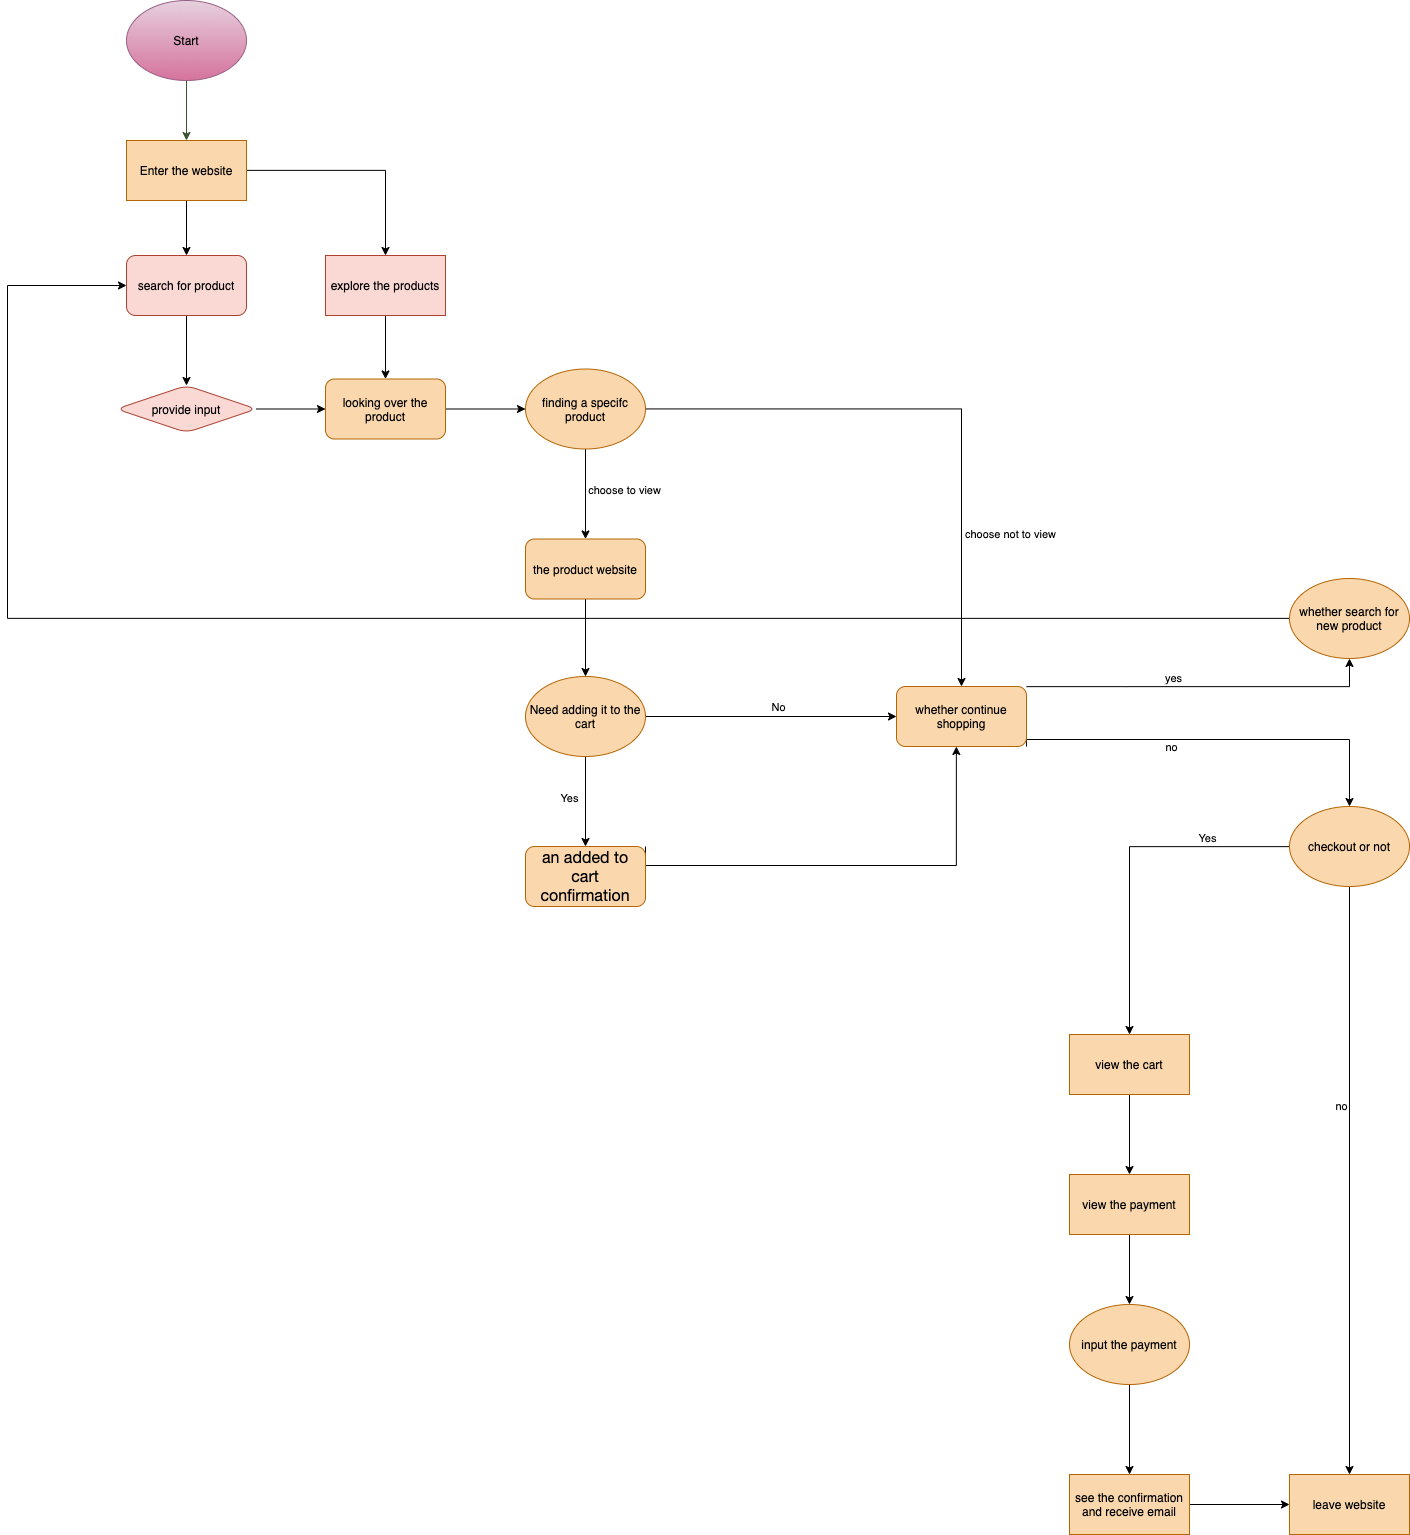 Start
Enter the website
search for product
explore the products
provide input
looking over the
product
finding a specifc
product
choose to view
choose not to view
the product website
whether search for
new product
Need adding it to the
cart
No
whether continue
shopping
yes
no
Yes
an added to
cart
confirmation
Yes
checkout or not
view the cart
no
view the payment
input the payment
see the confirmation
and receive email
leave website